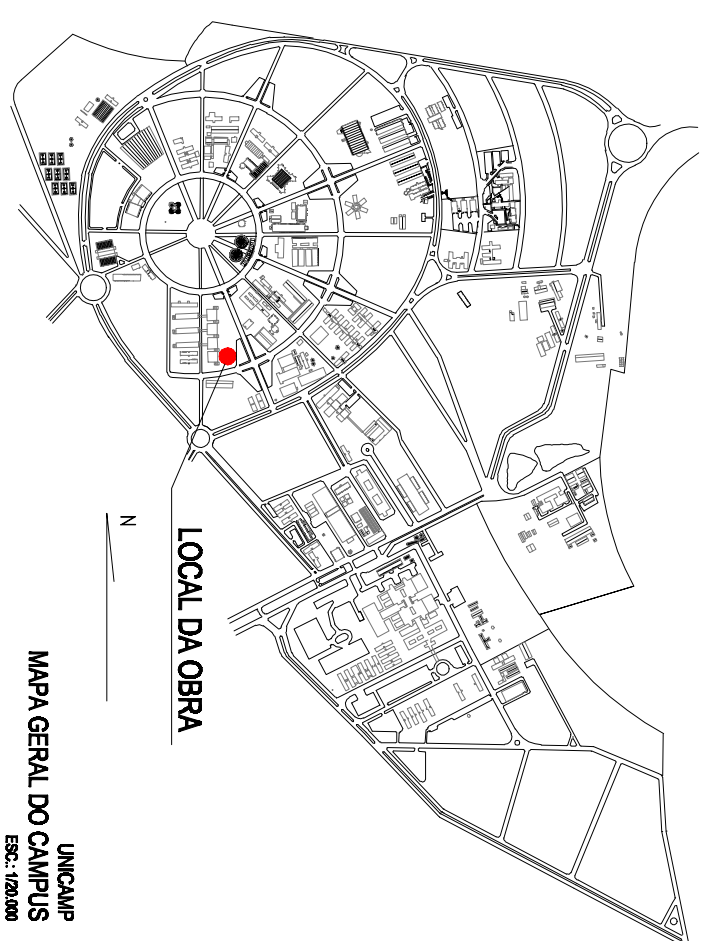 N
LOCAL DA OBRA
UNICAMP
MAPA GERAL DO CAMPUS
ESC.: 1/20.000